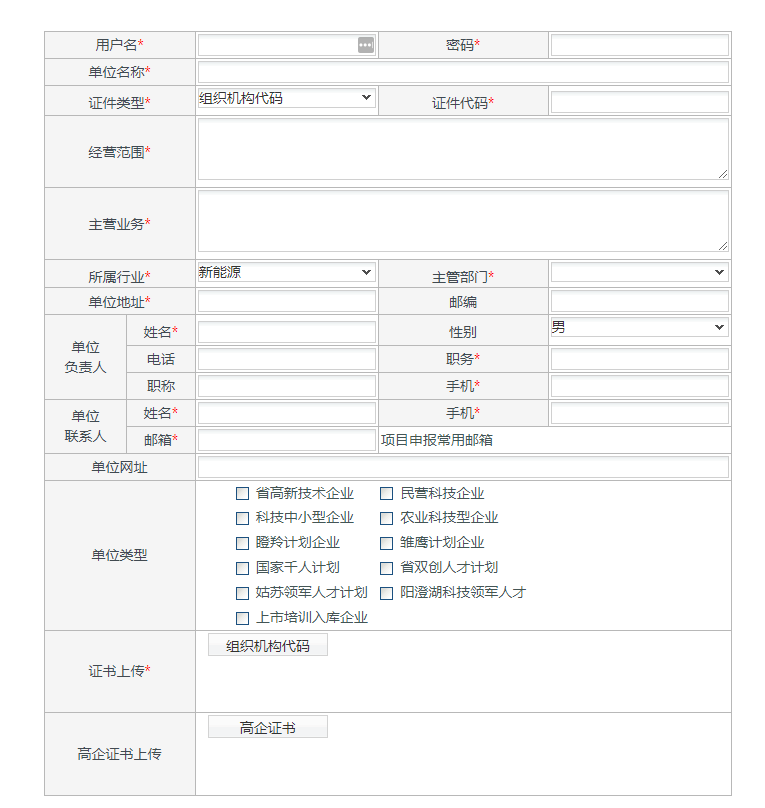 用户名* 密码*
单位名称*
证件类型* 组织机构代码 证件代码*
经营范围*
主营业务*
所属行业* 新能源 主管部门*
单位地址* 邮编
单位
负责人
姓名* 性别 男
电话 职务*
职称 手机*
单位
联系人
姓名* 手机*
邮箱* 项目申报常用邮箱
单位网址
单位类型
省高新技术企业 民营科技企业
科技中小型企业 农业科技型企业
瞪羚计划企业 雏鹰计划企业
国家千人计划 省双创人才计划
姑苏领军人才计划 阳澄湖科技领军人才
上市培训入库企业
证书上传* 组织机构代码
高企证书上传 高企证书